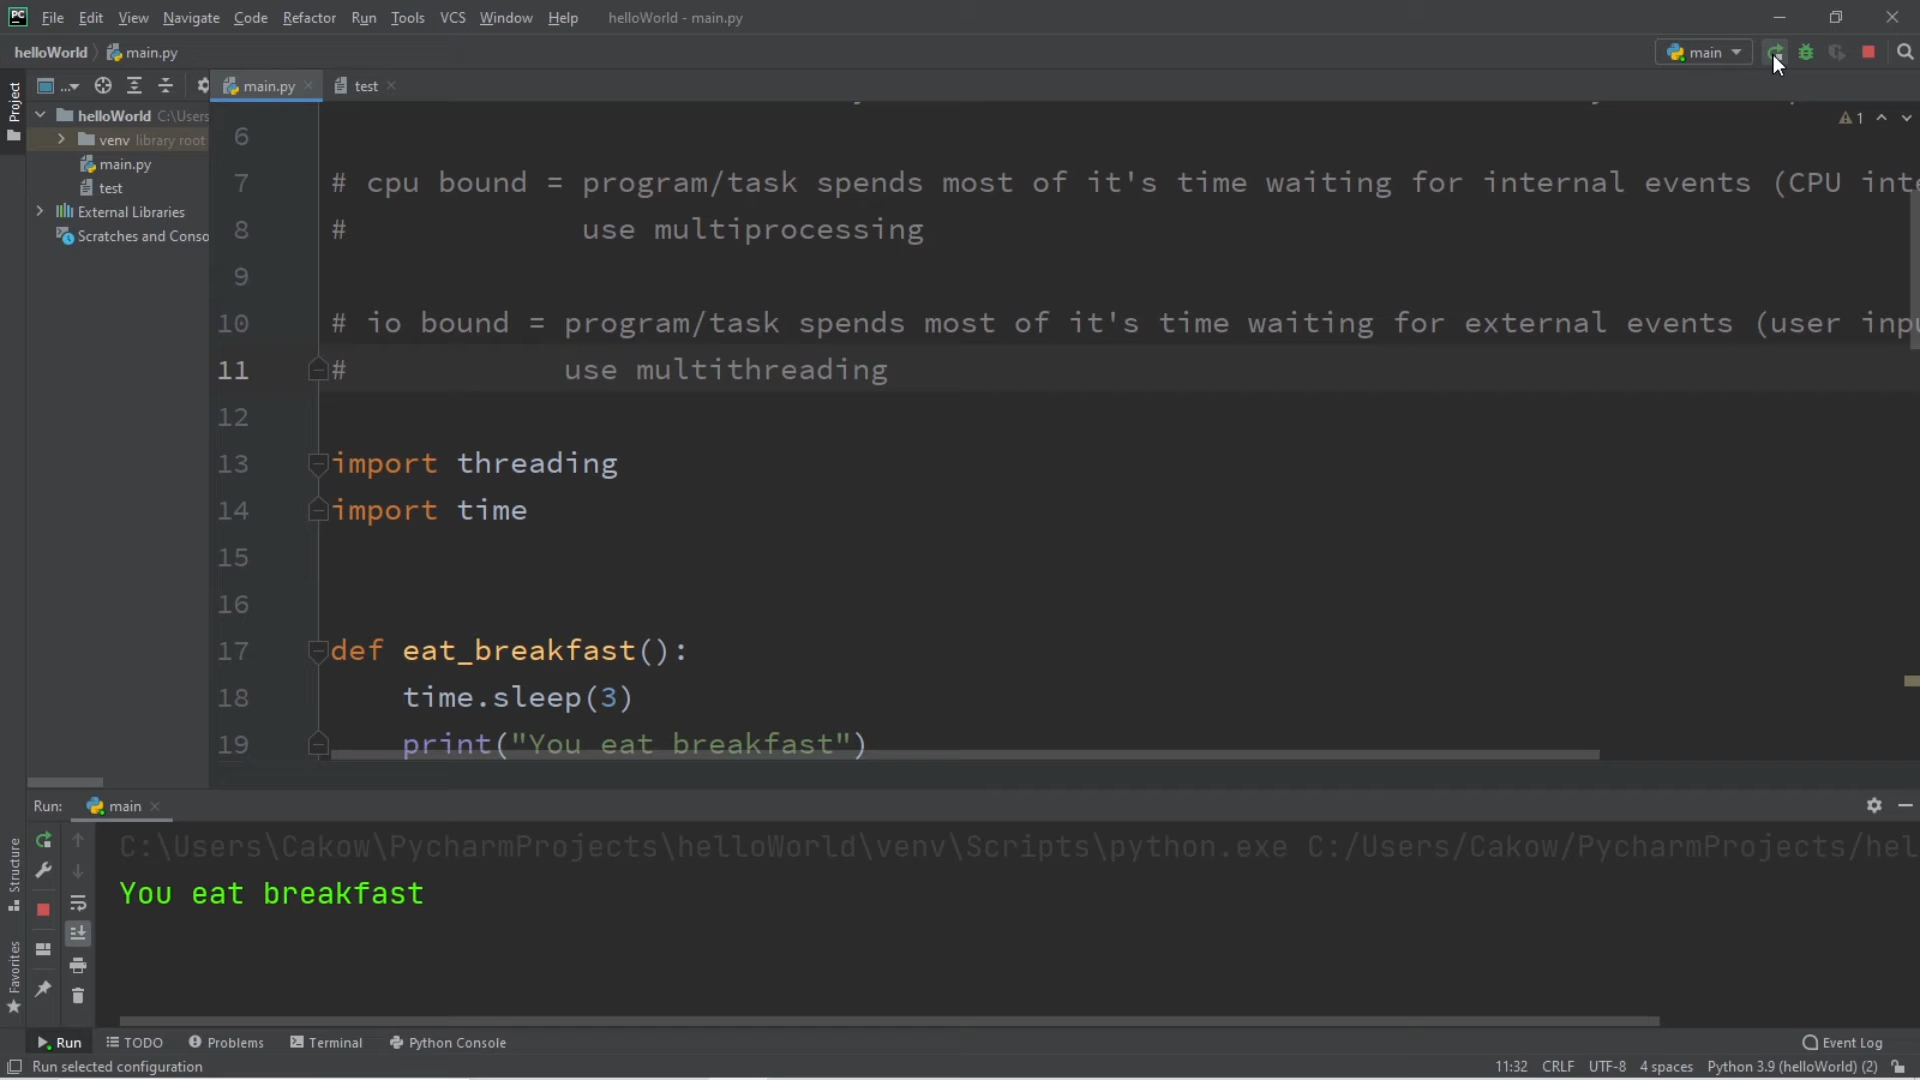 PC File Edit View Navigate Code Refactor Run Tools VCS Window Help helloWorld - main.py
helloWorld main.py main
Project ... main.py test
helloWorld C:\Users
venv library root
main.py
test
External Libraries
Scratches and Conso
1
6
7 # cpu bound = program/task spends most of it's time waiting for internal events (CPU inte
8 # use multiprocessing
9
10 # io bound = program/task spends most of it's time waiting for external events (user inpu
11 # use multithreading
12
13 import threading
14 import time
15
16
17 def eat_breakfast():
18 time.sleep(3)
19 print("You eat breakfast")
Run: main
C:\Users\Cakow\PycharmProjects\helloWorld\venv\Scripts\python.exe C:/Users/Cakow/PycharmProjects/hel
You eat breakfast
Structure
Favorites
Run TODO Problems Terminal Python Console Event Log
Run selected configuration 11:32 CRLF UTF-8 4 spaces Python 3.9 (helloWorld) (2)